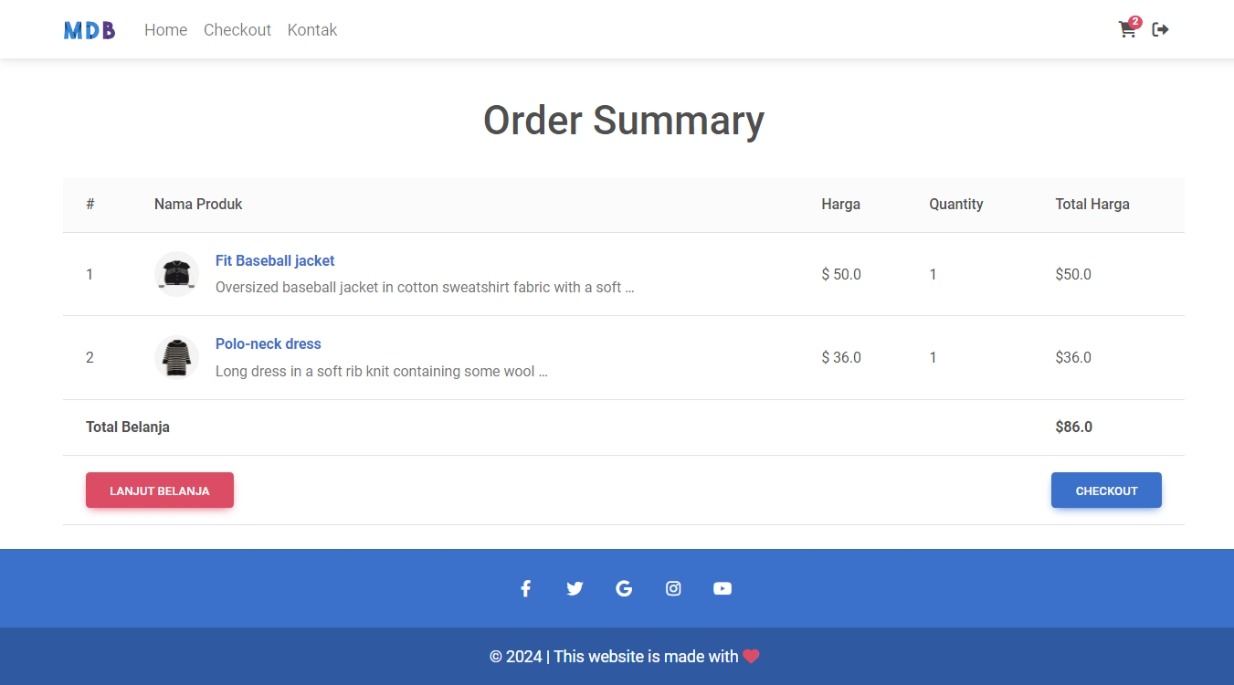 MDB Home Checkout Kontak 2
Order Summary
# Nama Produk Harga Quantity Total Harga
1 Fit Baseball jacket $ 50.0 1 $50.0
Oversized baseball jacket in cotton sweatshirt fabric with a soft ...
2 Polo-neck dress $ 36.0 1 $36.0
Long dress in a soft rib knit containing some wool ...
Total Belanja $86.0
LANJUT BELANJA CHECKOUT
© 2024 | This website is made with ❤